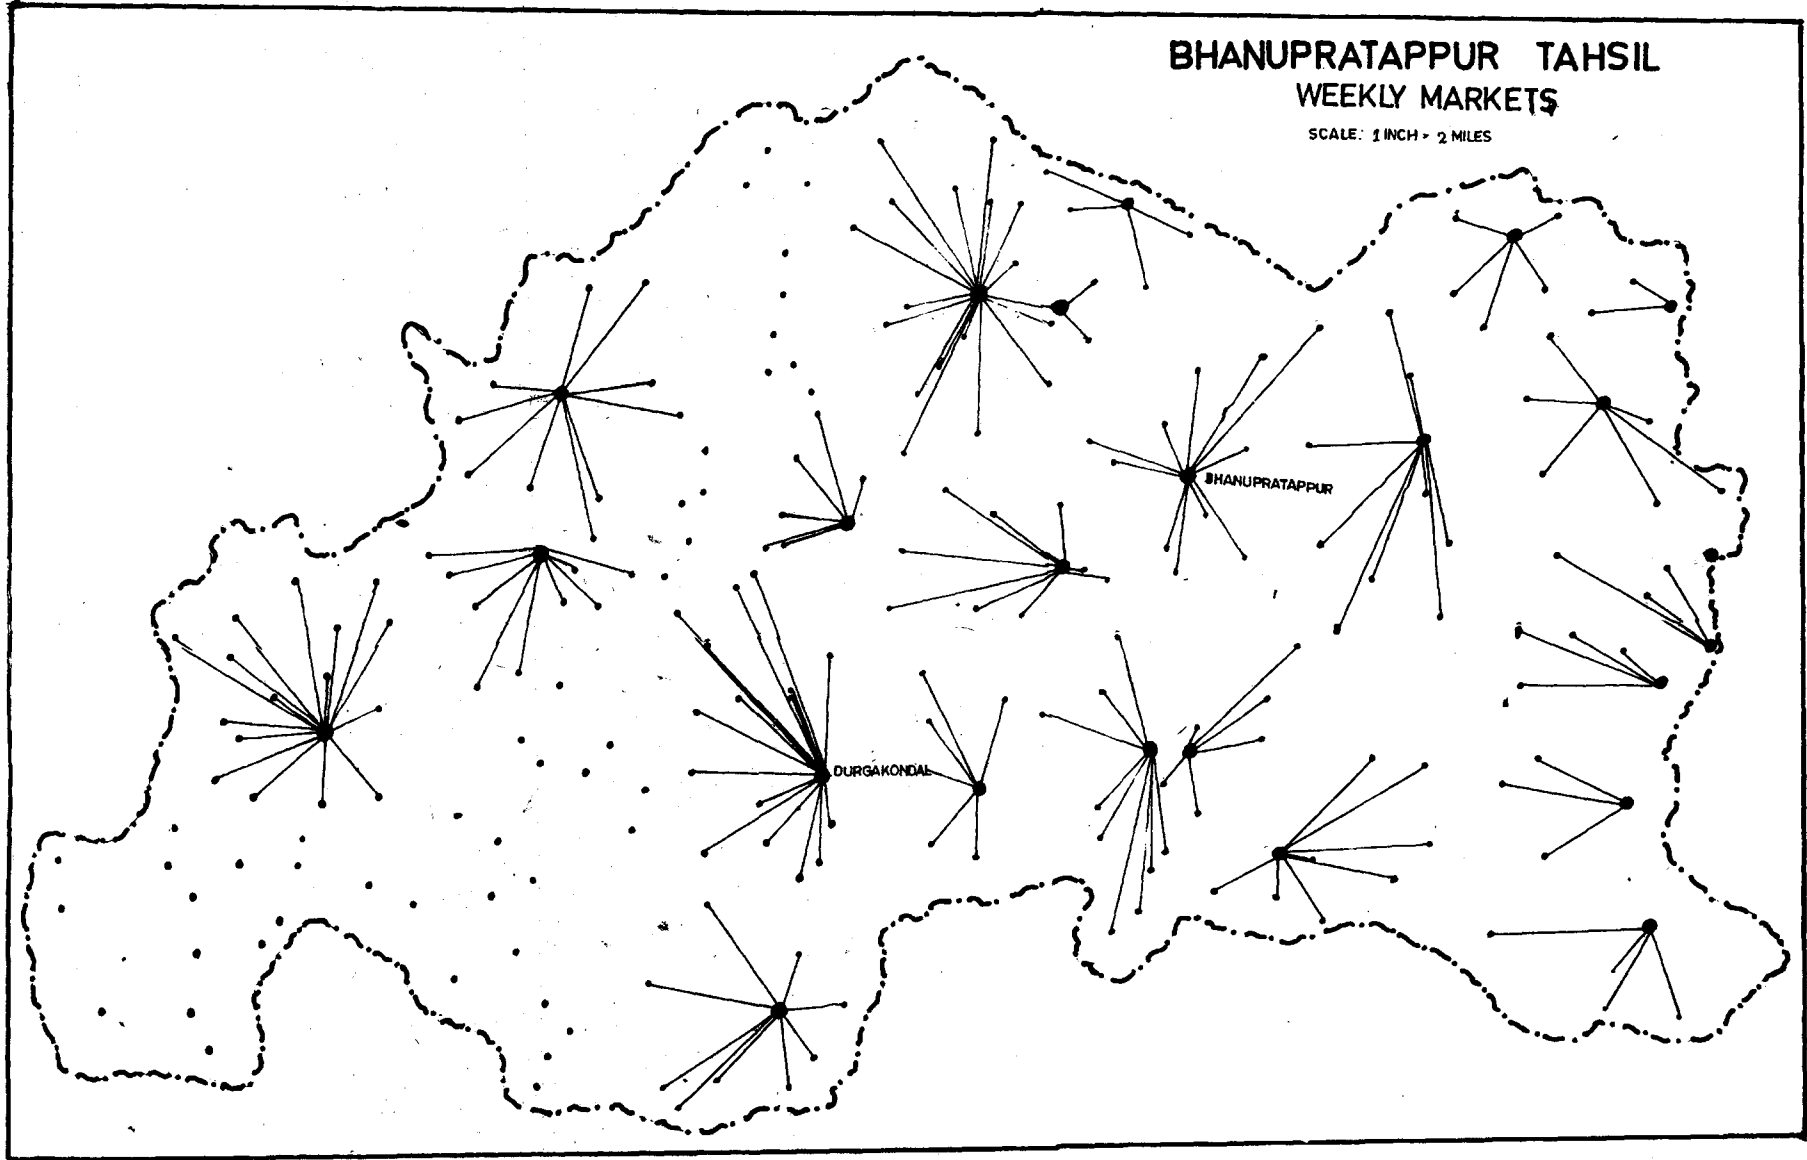 BHANUPRATAPPUR TAHSIL
WEEKLY MARKETS
SCALE: 1 INCH = 2 MILES
BHANUPRATAPPUR
DURGAKONDAL